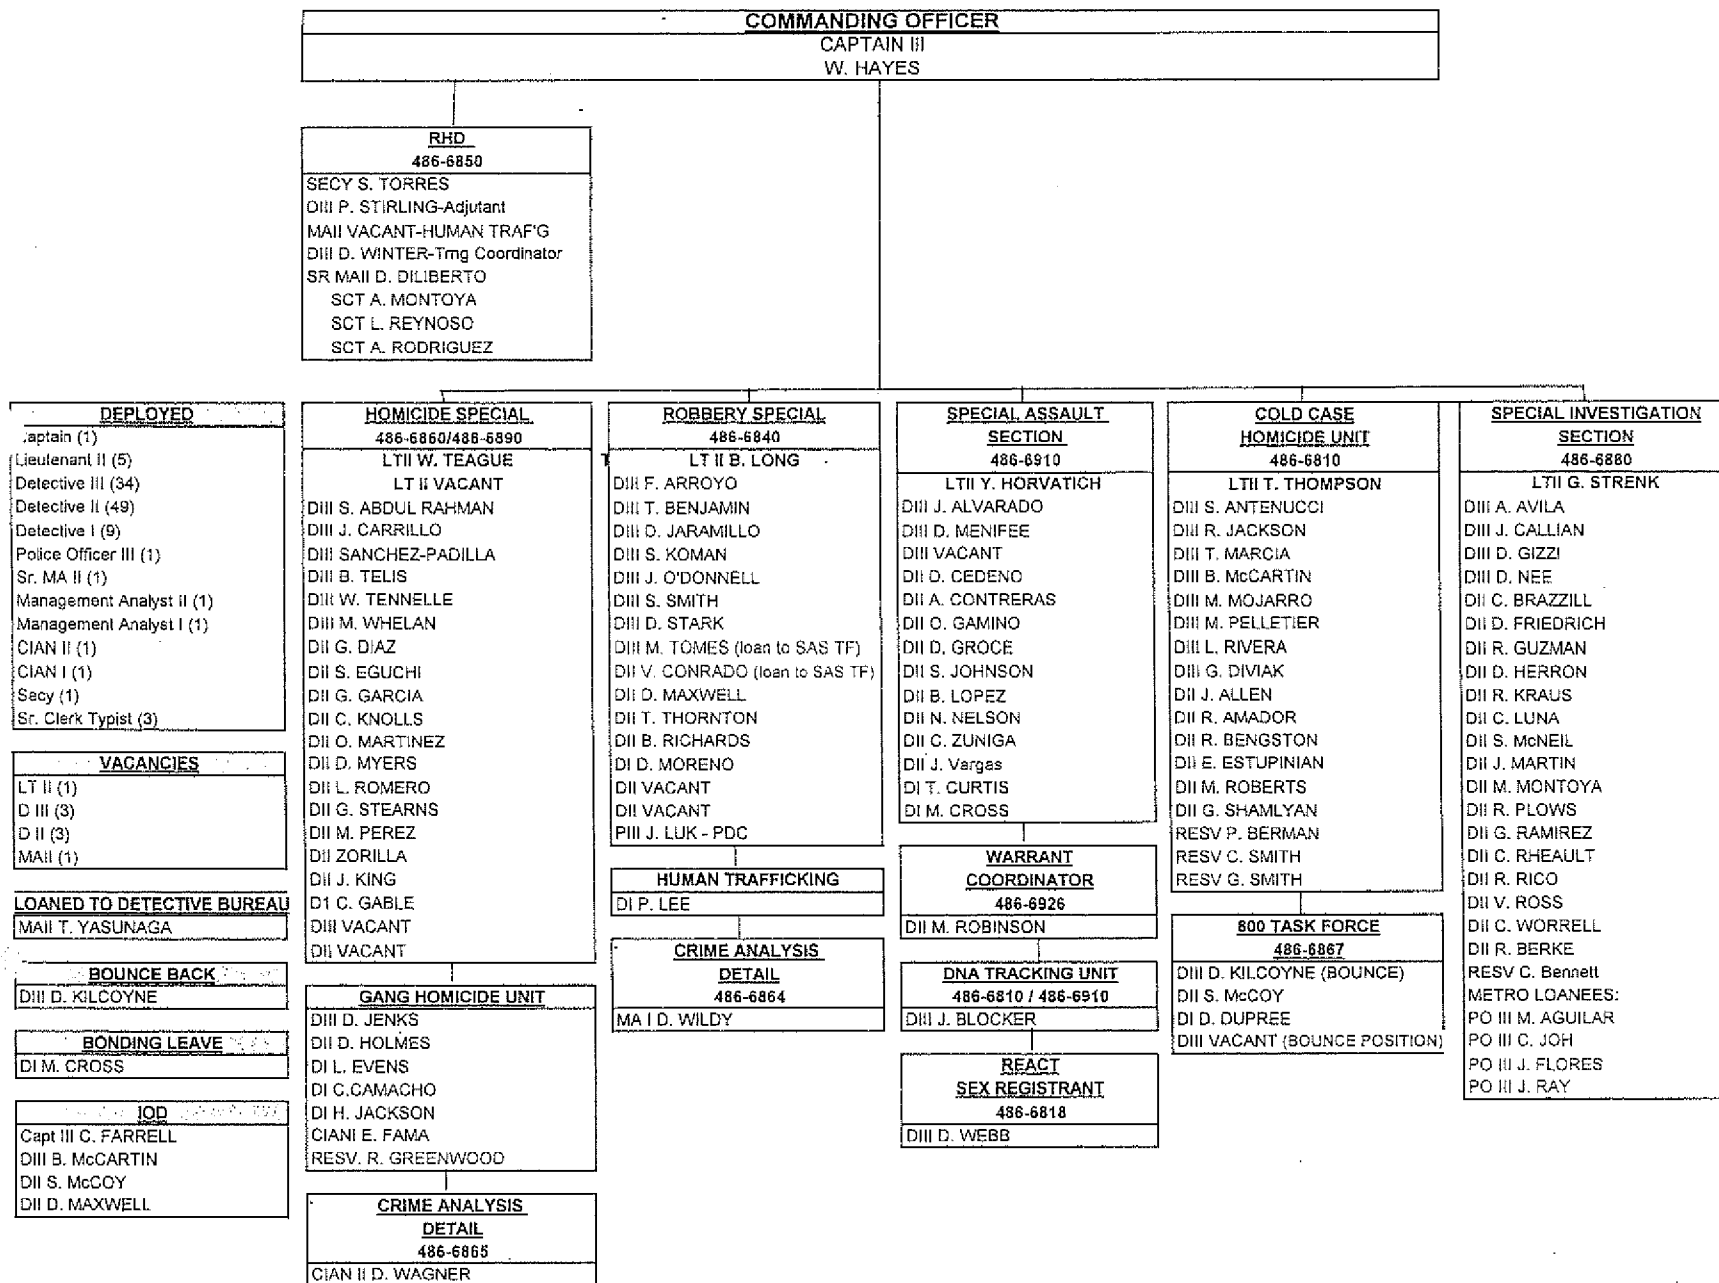 COMMANDING OFFICER
CAPTAIN III
W. HAYES
RHD
486-6850
SECY S. TORRES
DIII P. STIRLING-Adjutant
MAII VACANT-HUMAN TRAF'G
DIII D. WINTER-Trng Coordinator
SR MAII D. DILIBERTO
SCT A. MONTOYA
SCT L. REYNOSO
SCT A. RODRIGUEZ
DEPLOYED
Captain (1)
Lieutenant II (5)
Detective III (34)
Detective II (49)
Detective I (9)
Police Officer III (1)
Sr. MA II (1)
Management Analyst II (1)
Management Analyst I (1)
CIAN II (1)
CIAN I (1)
Secy (1)
Sr. Clerk Typist (3)
VACANCIES
LT II (1)
D III (3)
D II (3)
MAII (1)
LOANED TO DETECTIVE BUREAU
MAII T. YASUNAGA
BOUNCE BACK
DIII D. KILCOYNE
BONDING LEAVE
DI M. CROSS
IOD
Capt III C. FARRELL
DIII B. McCARTIN
DII S. McCOY
DII D. MAXWELL
HOMICIDE SPECIAL
486-6860/486-6890
LTII W. TEAGUE
LT II VACANT
DIII S. ABDUL RAHMAN
DIII J. CARRILLO
DIII SANCHEZ-PADILLA
DIII B. TELIS
DIII W. TENNELLE
DIII M. WHELAN
DII G. DIAZ
DII S. EGUCHI
DII G. GARCIA
DII C. KNOLLS
DII O. MARTINEZ
DII D. MYERS
DII L. ROMERO
DII G. STEARNS
DII M. PEREZ
DII ZORILLA
DII J. KING
D1 C. GABLE
DIII VACANT
DII VACANT
GANG HOMICIDE UNIT
DIII D. JENKS
DII D. HOLMES
DI L. EVENS
DI C.CAMACHO
DI H. JACKSON
CIANI E. FAMA
RESV. R. GREENWOOD
CRIME ANALYSIS
DETAIL
486-6865
CIAN II D. WAGNER
ROBBERY SPECIAL
486-6840
T
LT II B. LONG
DIII F. ARROYO
DIII T. BENJAMIN
DIII D. JARAMILLO
DIII S. KOMAN
DIII J. O'DONNELL
DIII S. SMITH
DIII D. STARK
DIII M. TOMES (loan to SAS TF)
DII V. CONRADO (loan to SAS TF)
DII D. MAXWELL
DII T. THORNTON
DII B. RICHARDS
DI D. MORENO
DII VACANT
DII VACANT
PIII J. LUK - PDC
HUMAN TRAFFICKING
DI P. LEE
CRIME ANALYSIS
DETAIL
486-6864
MA I D. WILDY
SPECIAL ASSAULT
SECTION
486-6910
LTII Y. HORVATICH
DIII J. ALVARADO
DIII D. MENIFEE
DIII VACANT
DII D. CEDENO
DII A. CONTRERAS
DII O. GAMINO
DII D. GROCE
DII S. JOHNSON
DII B. LOPEZ
DII N. NELSON
DII C. ZUNIGA
DII J. Vargas
DI T. CURTIS
DI M. CROSS
WARRANT
COORDINATOR
486-6926
DII M. ROBINSON
DNA TRACKING UNIT
486-6810 / 486-6910
DIII J. BLOCKER
REACT
SEX REGISTRANT
486-6818
DIII D. WEBB
COLD CASE
HOMICIDE UNIT
486-6810
LTII T. THOMPSON
DIII S. ANTENUCCI
DIII R. JACKSON
DIII T. MARCIA
DIII B. McCARTIN
DIII M. MOJARRO
DIII M. PELLETIER
DIII L. RIVERA
DIII G. DIVIAK
DII J. ALLEN
DII R. AMADOR
DII R. BENGSTON
DII E. ESTUPINIAN
DII M. ROBERTS
DII G. SHAMLYAN
RESV P. BERMAN
RESV C. SMITH
RESV G. SMITH
800 TASK FORCE
486-6867
DIII D. KILCOYNE (BOUNCE)
DII S. McCOY
DI D. DUPREE
DIII VACANT (BOUNCE POSITION)
SPECIAL INVESTIGATION
SECTION
486-6880
LTII G. STRENK
DIII A. AVILA
DIII J. CALLIAN
DIII D. GIZZI
DIII D. NEE
DII C. BRAZZILL
DII D. FRIEDRICH
DII R. GUZMAN
DII D. HERRON
DII R. KRAUS
DII C. LUNA
DII S. McNEIL
DII J. MARTIN
DII M. MONTOYA
DII R. PLOWS
DII G. RAMIREZ
DII C. RHEAULT
DII R. RICO
DII V. ROSS
DII C. WORRELL
DII R. BERKE
RESV C. Bennett
METRO LOANEES:
PO III M. AGUILAR
PO III C. JOH
PO III J. FLORES
PO III J. RAY